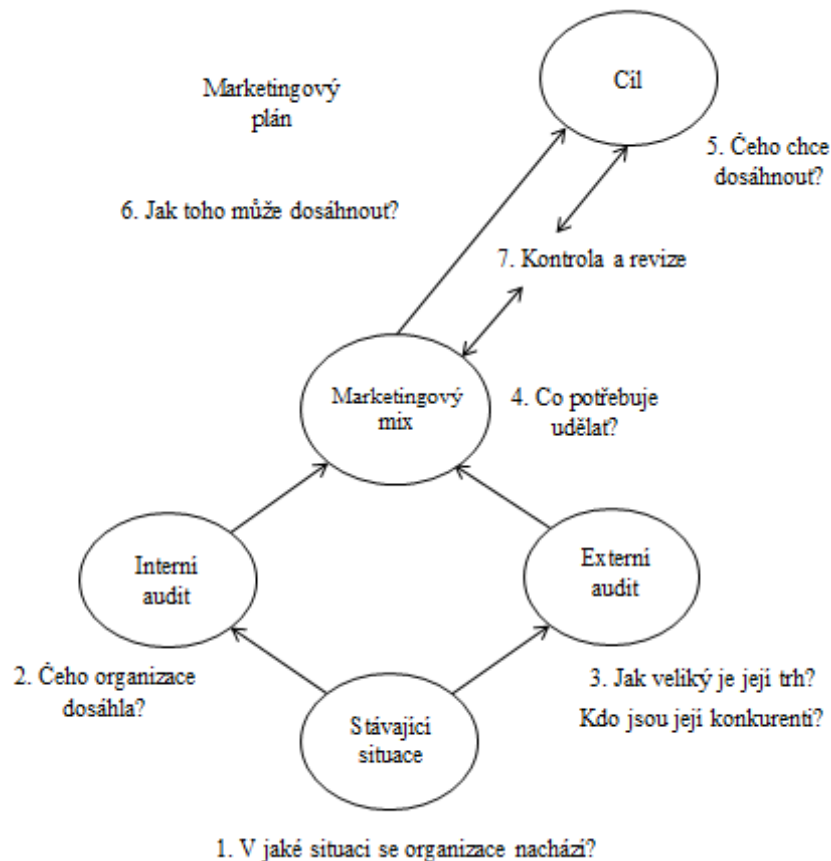 Cíl
Marketingový
plán
5. Čeho chce
dosáhnout?
6. Jak toho může dosáhnout?
7. Kontrola a revize
Marketingový
mix
4. Co potřebuje
udělat?
Interní
audit
Externí
audit
2. Čeho organizace
dosáhla?
3. Jak veliký je její trh?
Kdo jsou její konkurenti?
Stávající
situace
1. V jaké situaci se organizace nachází?